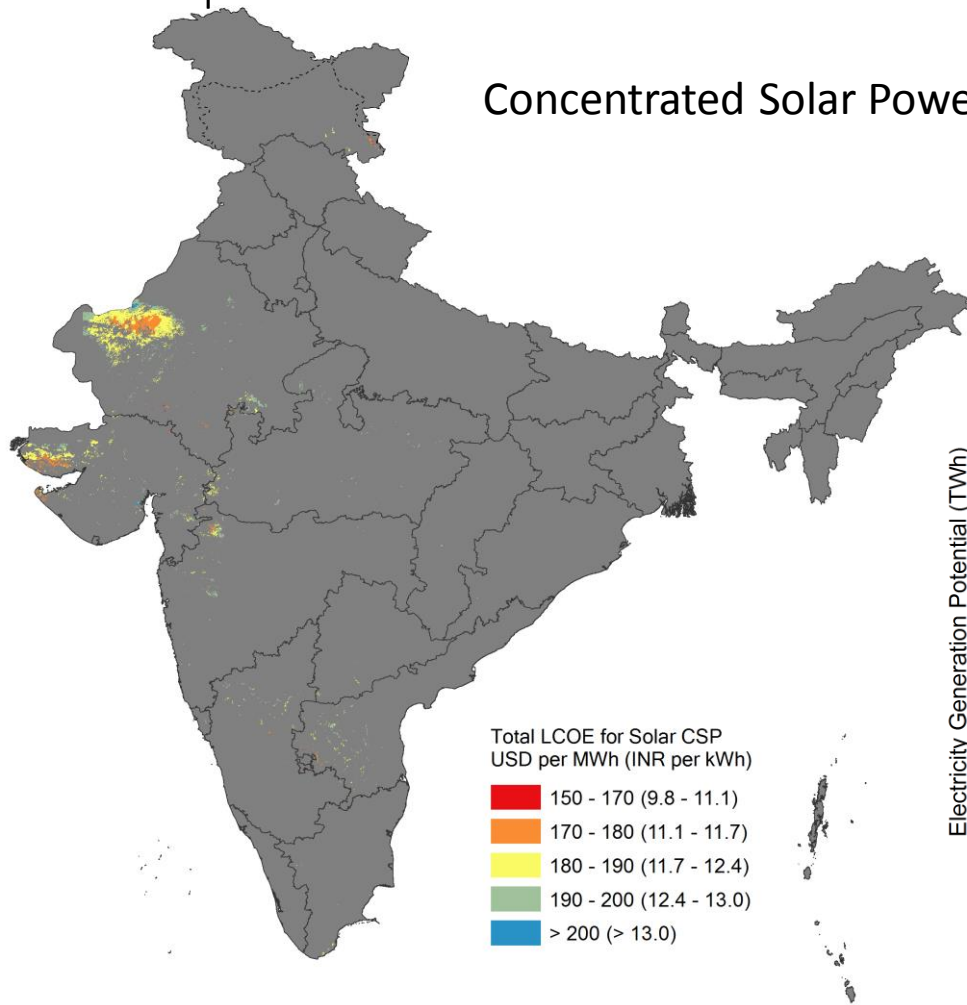 Concentrated Solar Powe
Electricity Generation Potential (TWh)
Total LCOE for Solar CSP
USD per MWh (INR per kWh)
150 - 170 (9.8 - 11.1)
170 - 180 (11.1 - 11.7)
180 - 190 (11.7 - 12.4)
190 - 200 (12.4 - 13.0)
> 200 (> 13.0)